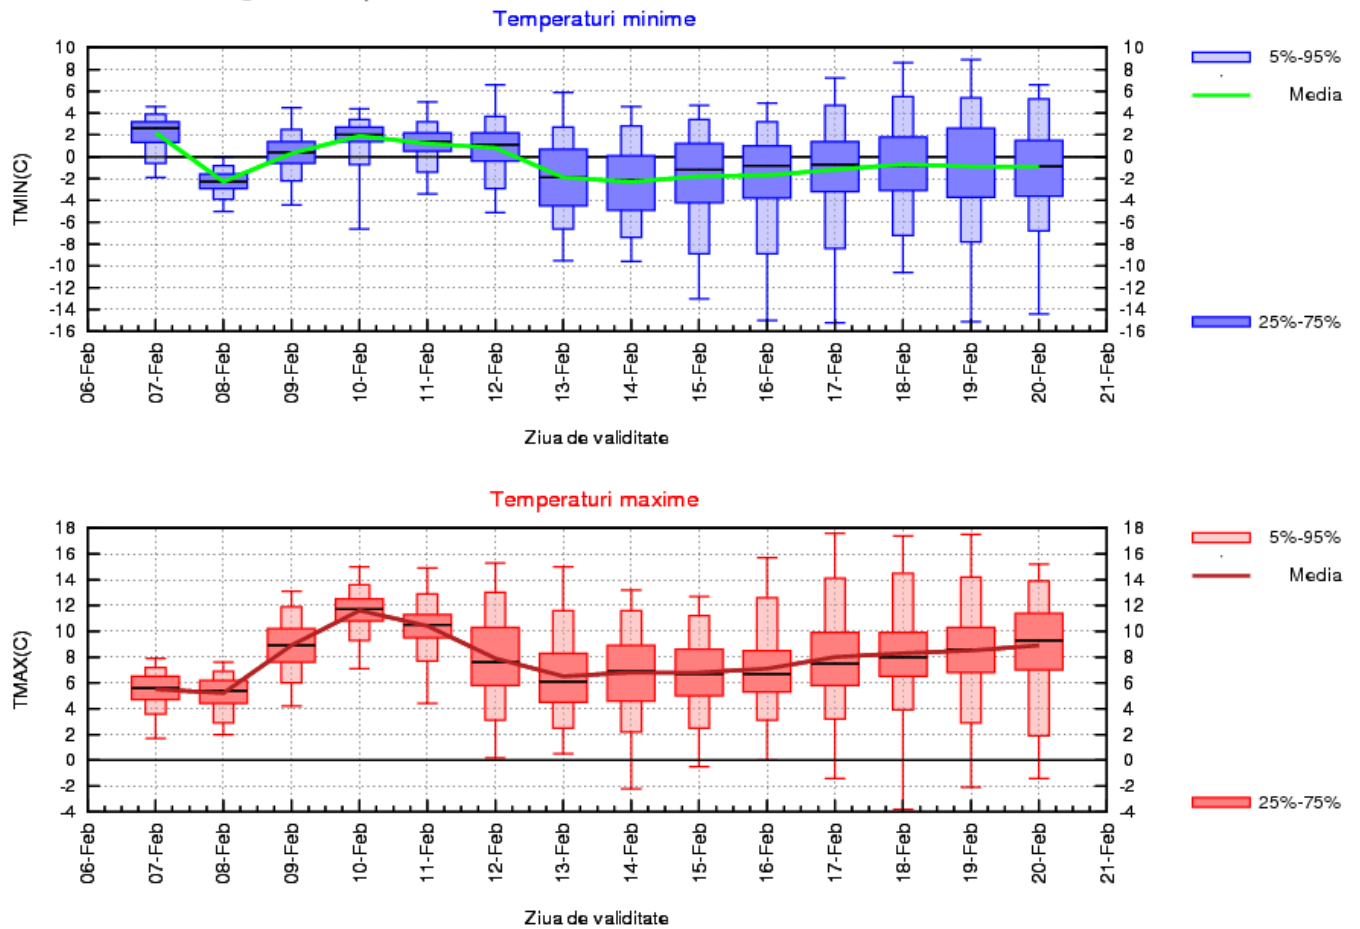 Temperaturi minime
10
8
6
4
2
0
-2
-4
-6
-8
-10
-12
-14
-16
TMIN(C)
10
8
6
4
2
0
-2
-4
-6
-8
-10
-12
-14
-16
5%-95%
Media
25%-75%
06-Feb
07-Feb
08-Feb
09-Feb
10-Feb
11-Feb
12-Feb
13-Feb
14-Feb
15-Feb
16-Feb
17-Feb
18-Feb
19-Feb
20-Feb
21-Feb
Ziua de validitate
Temperaturi maxime
18
16
14
12
10
8
6
4
2
0
-2
-4
TMAX(C)
18
16
14
12
10
8
6
4
2
0
-2
-4
5%-95%
Media
25%-75%
06-Feb
07-Feb
08-Feb
09-Feb
10-Feb
11-Feb
12-Feb
13-Feb
14-Feb
15-Feb
16-Feb
17-Feb
18-Feb
19-Feb
20-Feb
21-Feb
Ziua de validitate